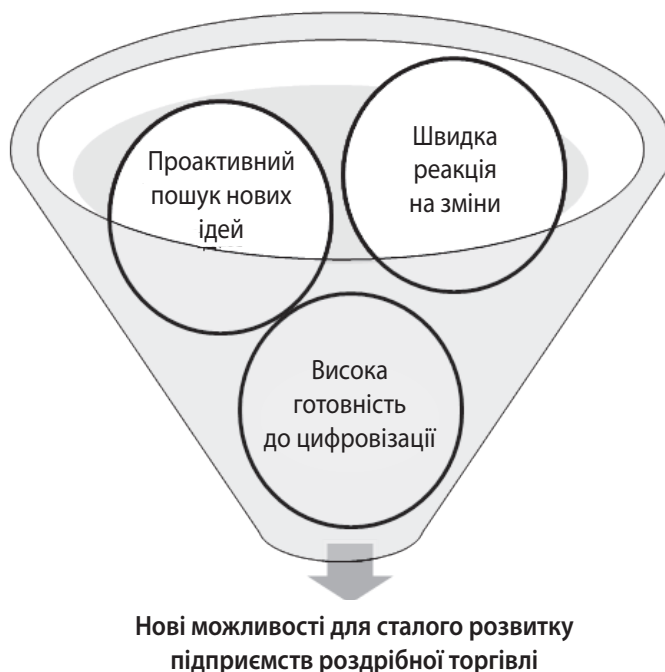 Проактивний
пошук нових
ідей
Швидка
реакція
на зміни
Висока
готовність
до цифровізації
Нові можливості для сталого розвитку
підприємств роздрібної торгівлі